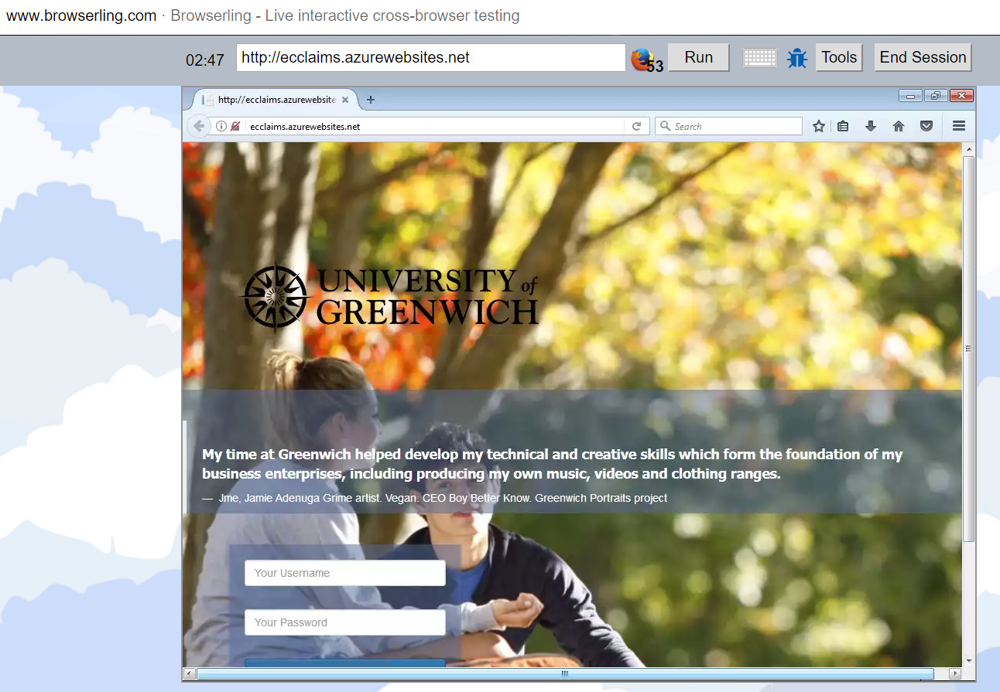 www.browserling.com · Browserling - Live interactive cross-browser testing
02:47 http://ecclaims.azurewebsites.net 53 Run Tools End Session
http://ecclaims.azurewebsite
ecclaims.azurewebsites.net Search
UNIVERSITY of
GREENWICH
My time at Greenwich helped develop my technical and creative skills which form the foundation of my
business enterprises, including producing my own music, videos and clothing ranges.
— Jme, Jamie Adenuga Grime artist. Vegan. CEO Boy Better Know. Greenwich Portraits project
Your Username
Your Password